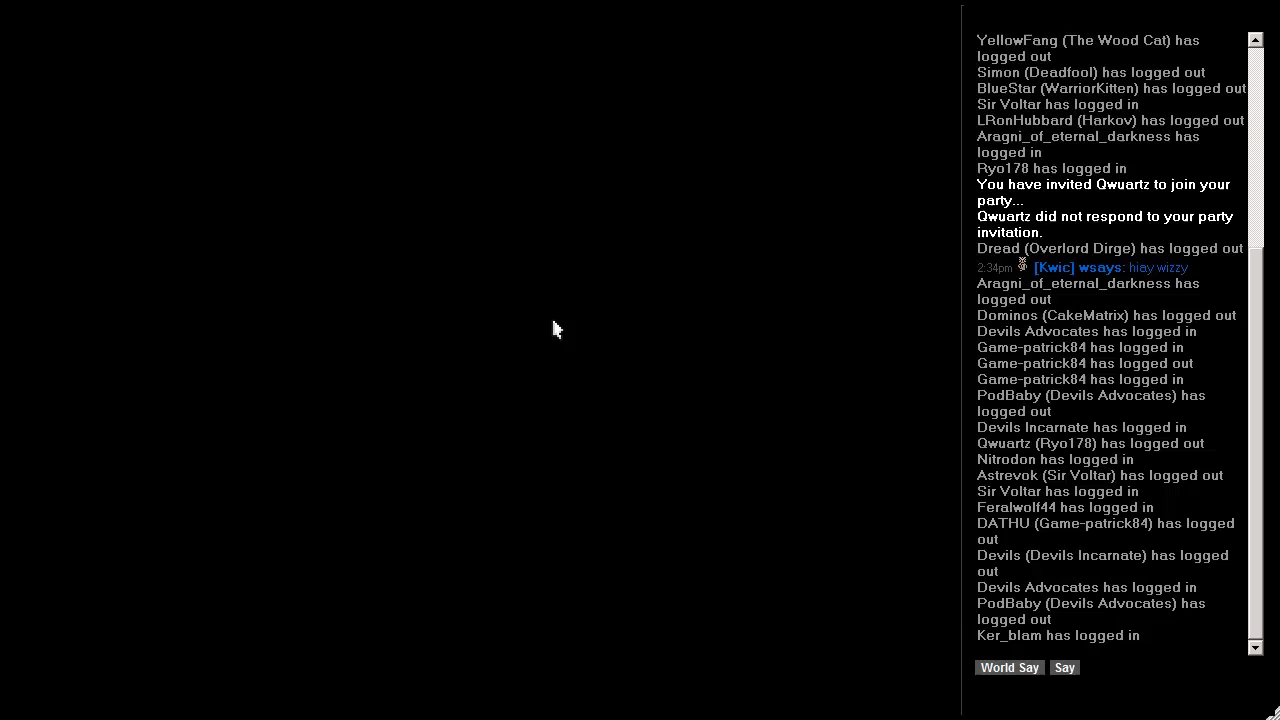 YellowFang (The Wood Cat) has
logged out
Simon (Deadfool) has logged out
BlueStar (WarriorKitten) has logged out
Sir Voltar has logged in
LRonHubbard (Harkov) has logged out
Aragni_of_eternal_darkness has
logged in
Ryo178 has logged in
You have invited Qwuartz to join your
party...
Qwuartz did not respond to your party
invitation.
Dread (Overlord Dirge) has logged out
2:34pm [Kwic] wsays: hiay wizzy
Aragni_of_eternal_darkness has
logged out
Dominos (CakeMatrix) has logged out
Devils Advocates has logged in
Game-patrick84 has logged in
Game-patrick84 has logged out
Game-patrick84 has logged in
PodBaby (Devils Advocates) has
logged out
Devils Incarnate has logged in
Qwuartz (Ryo178) has logged out
Nitrodon has logged in
Astrevok (Sir Voltar) has logged out
Sir Voltar has logged in
Feralwolf44 has logged in
DATHU (Game-patrick84) has logged
out
Devils (Devils Incarnate) has logged
out
Devils Advocates has logged in
PodBaby (Devils Advocates) has
logged out
Ker_blam has logged in
World Say Say